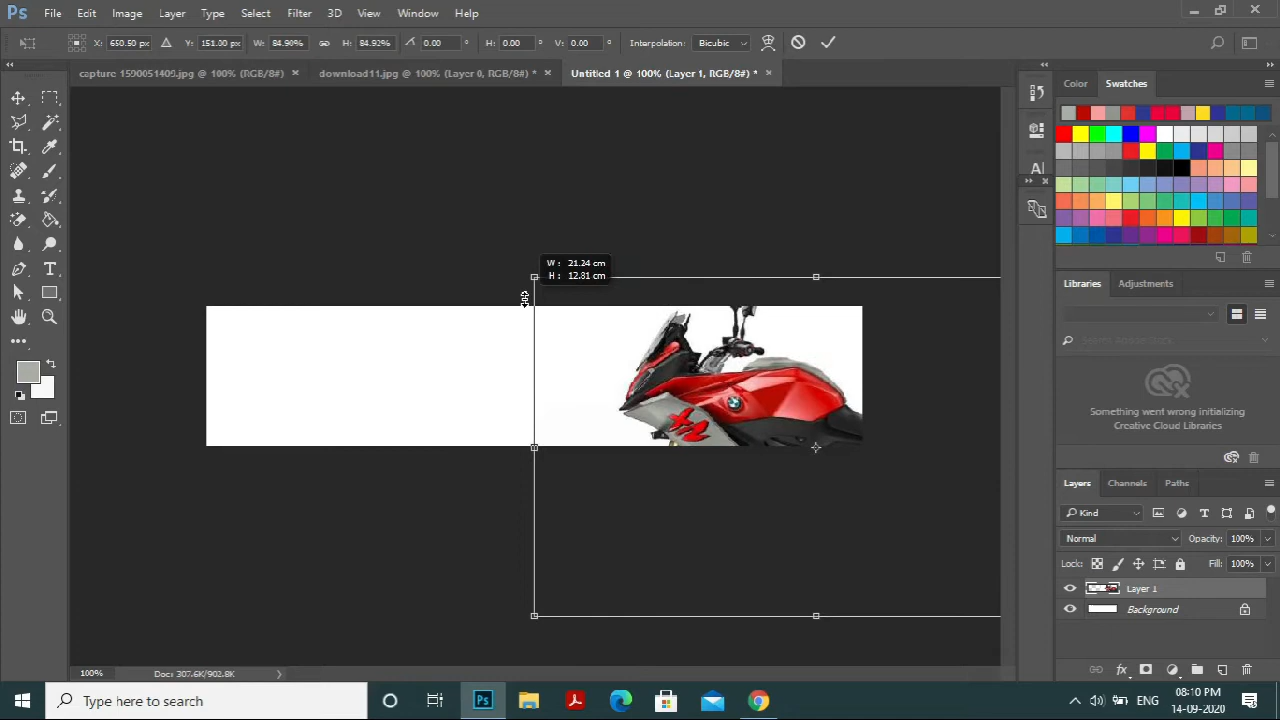 Ps File Edit Image Layer Type Select Filter 3D View Window Help
X: 650.50 px Y: 151.00 px W: 84.90% H: 84.92% 0.00 ° H: 0.00 ° V: 0.00 ° Interpolation: Bicubic
capture 1590051409.jpg @ 100% (RGB/8#) × download11.jpg @ 100% (Layer 0, RGB/8#) * × Untitled 1 @ 100% (Layer 1, RGB/8#) * ×
Color Swatches
W : 21.24 cm
H : 12.81 cm
Libraries Adjustments
Search Adobe Stock
Something went wrong initializing
Creative Cloud Libraries
Layers Channels Paths
Kind
Normal Opacity: 100%
Lock: Fill: 100%
Layer 1
Background
100% Doc: 307.6K/902.8K
Type here to search
Ps
ENG
08:10 PM
14-09-2020